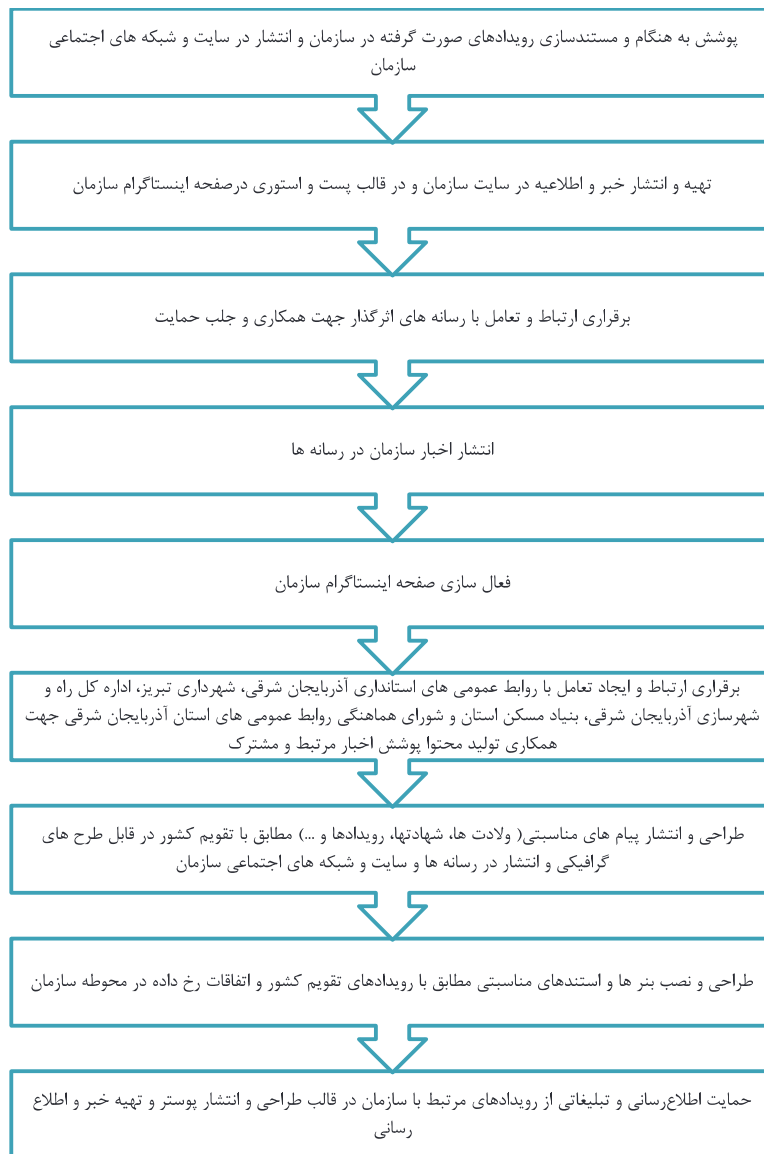 پوشش به هنگام و مستندسازی رویدادهای صورت گرفته در سازمان و انتشار در سایت و شبکه های اجتماعی
سازمان
تهیه و انتشار خبر و اطلاعیه در سایت سازمان و در قالب پست و استوری درصفحه اینستاگرام سازمان
برقراری ارتباط و تعامل با رسانه های اثرگذار جهت همکاری و جلب حمایت
انتشار اخبار سازمان در رسانه ها
فعال سازی صفحه اینستاگرام سازمان
برقراری ارتباط و ایجاد تعامل با روابط عمومی های استانداری آذربایجان شرقی، شهرداری تبریز، اداره کل راه و
شهرسازی آذربایجان شرقی، بنیاد مسکن استان و شورای هماهنگی روابط عمومی های استان آذربایجان شرقی جهت
همکاری تولید محتوا پوشش اخبار مرتبط و مشترک
طراحی و انتشار پیام های مناسبتی( ولادت ها، شهادتها، رویدادها و ...) مطابق با تقویم کشور در قابل طرح های
گرافیکی و انتشار در رسانه ها و سایت و شبکه های اجتماعی سازمان
طراحی و نصب بنر ها و استندهای مناسبتی مطابق با رویدادهای تقویم کشور و اتفاقات رخ داده در محوطه سازمان
حمایت اطلاع‌رسانی و تبلیغاتی از رویدادهای مرتبط با سازمان در قالب طراحی و انتشار پوستر و تهیه خبر و اطلاع
رسانی